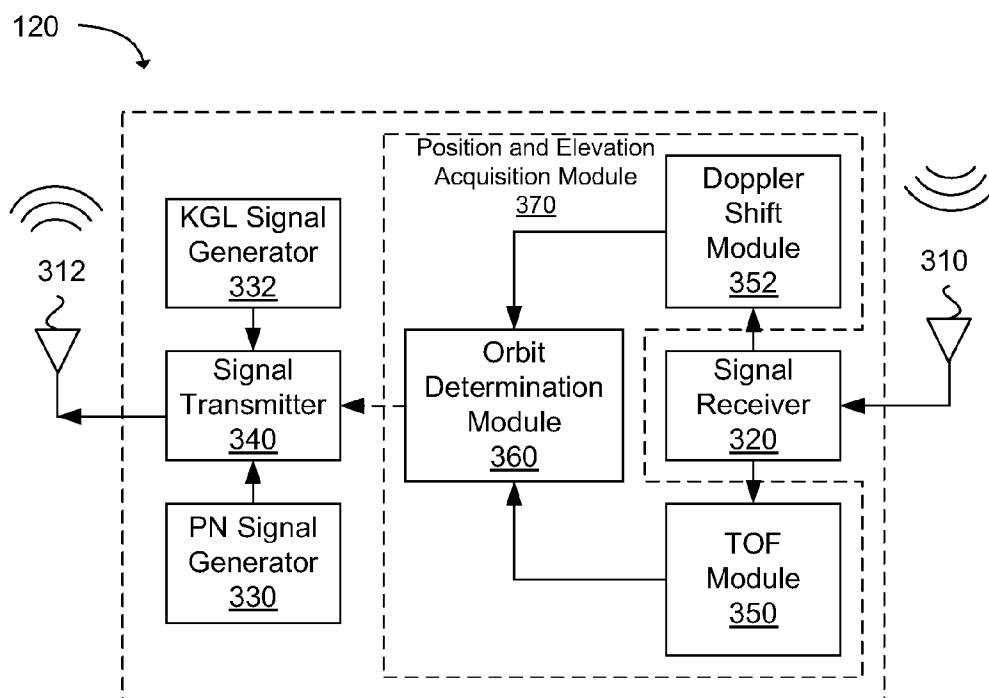 120
Position and Elevation
Acquisition Module
370
Doppler
Shift
Module
352
KGL Signal
Generator
332
312
310
Orbit
Determination
Module
360
Signal
Transmitter
340
Signal
Receiver
320
PN Signal
Generator
330
TOF
Module
350